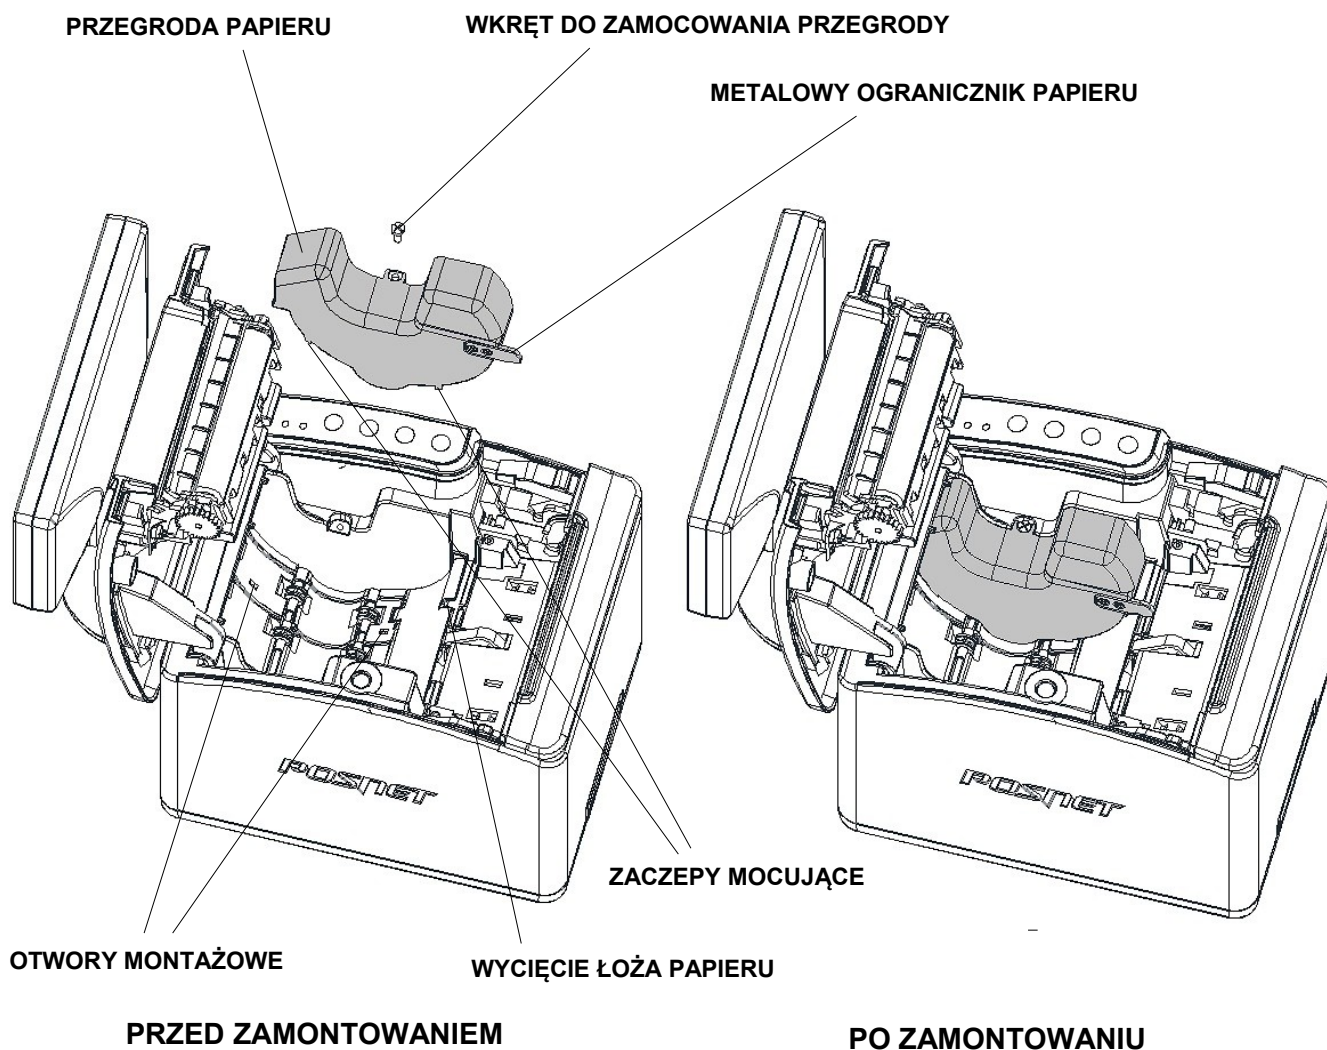 PRZEGRODA PAPIERU
WKRĘT DO ZAMOCOWANIA PRZEGRODY
METALOWY OGRANICZNIK PAPIERU
POSNET
POSNET
ZACZEPY MOCUJĄCE
OTWORY MONTAŻOWE
WYCIĘCIE ŁOŻA PAPIERU
PRZED ZAMONTOWANIEM
PO ZAMONTOWANIU